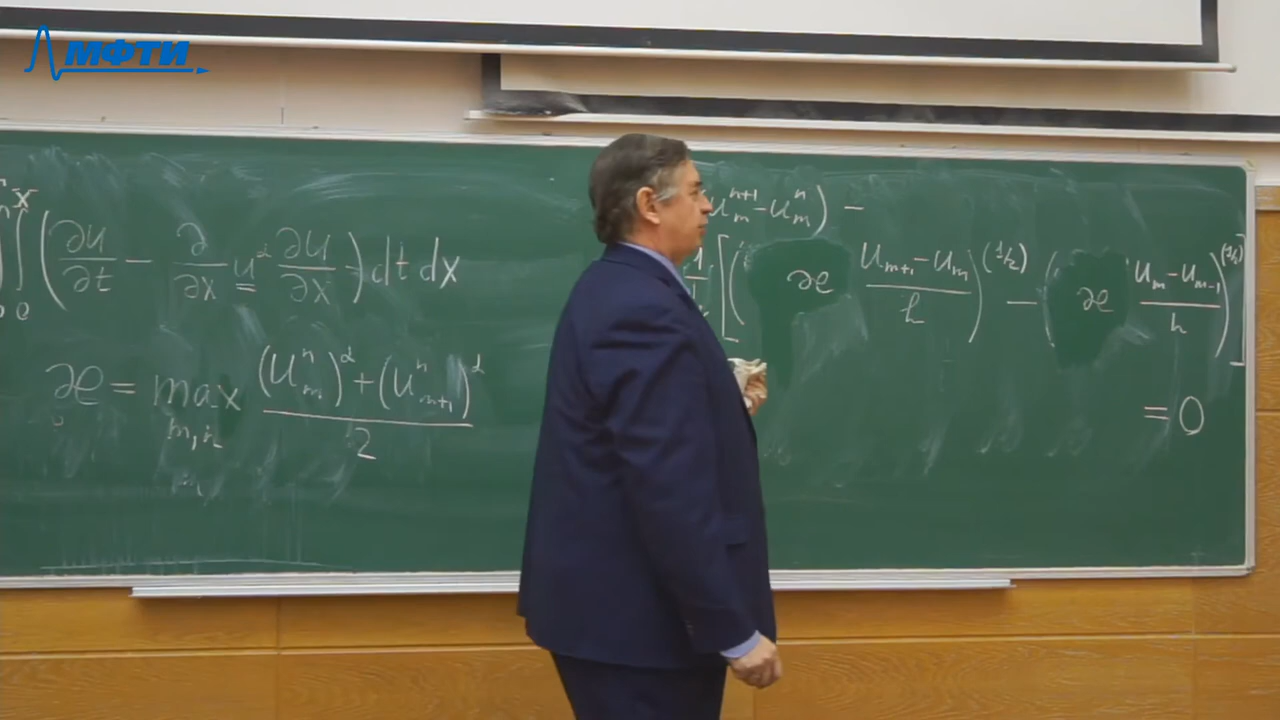 МФТИ
∫ ( ∂u/∂t − ∂/∂x u^α ∂u/∂x ) dt dx
æ = max (u_m^n)^α + (u_{m+1}^n)^α / 2
m,n
u_m^{n+1} − u_m^n ) −
[ ( æ (u_{m+1} − u_m)/h )^(1/2) − ( æ (u_m − u_{m−1})/h )^(1/2) ]
= 0